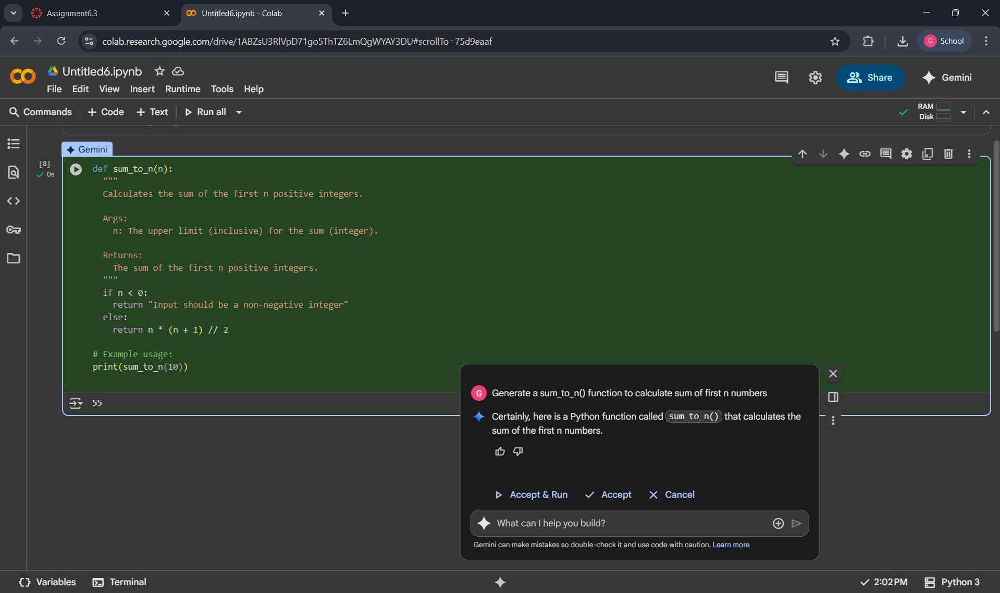 Assignment6.3
Untitled6.ipynb - Colab
colab.research.google.com/drive/1ABZsU3RlVpD71go5ThTZ6LmQgWYAY3DU#scrollTo=75d9eaaf
G School
Untitled6.ipynb
File Edit View Insert Runtime Tools Help
Share
Gemini
Commands + Code + Text Run all
RAM
Disk
Gemini
[8]
0s
def sum_to_n(n):
"""
Calculates the sum of the first n positive integers.
Args:
n: The upper limit (inclusive) for the sum (integer).
Returns:
The sum of the first n positive integers.
"""
if n < 0:
return "Input should be a non-negative integer"
else:
return n * (n + 1) // 2
# Example usage:
print(sum_to_n(10))
55
G Generate a sum_to_n() function to calculate sum of first n numbers
Certainly, here is a Python function called sum_to_n() that calculates the
sum of the first n numbers.
Accept & Run Accept Cancel
What can I help you build?
Gemini can make mistakes so double-check it and use code with caution. Learn more
{} Variables Terminal
2:02 PM Python 3